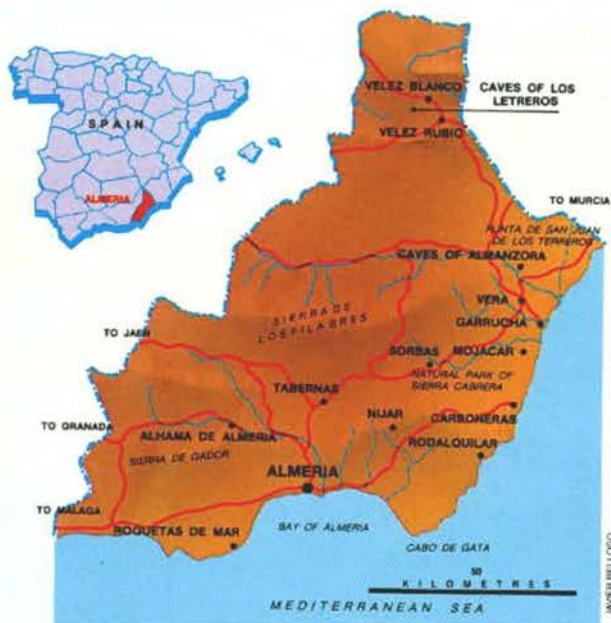 SPAIN
ALMERIA
VELEZ BLANCO
CAVES OF LOS
LETREROS
VELEZ RUBIO
TO MURCIA
PUNTA DE SAN JUAN
DE LOS TERREROS
CAVES OF ALMANZORA
VERA
GARRUCHA
SIERRA DE
LOS FILABRES
TO JAEN
SORBAS
MOJACAR
NATURAL PARK OF
SIERRA CABRERA
TABERNAS
NIJAR
CARBONERAS
TO GRANADA
ALHAMA DE ALMERIA
RODALQUILAR
SIERRA DE GADOR
ALMERIA
TO MALAGA
BAY OF ALMERIA
ROQUETAS DE MAR
CABO DE GATA
50
KILOMETRES
MEDITERRANEAN SEA
JAVIER BELLOSO